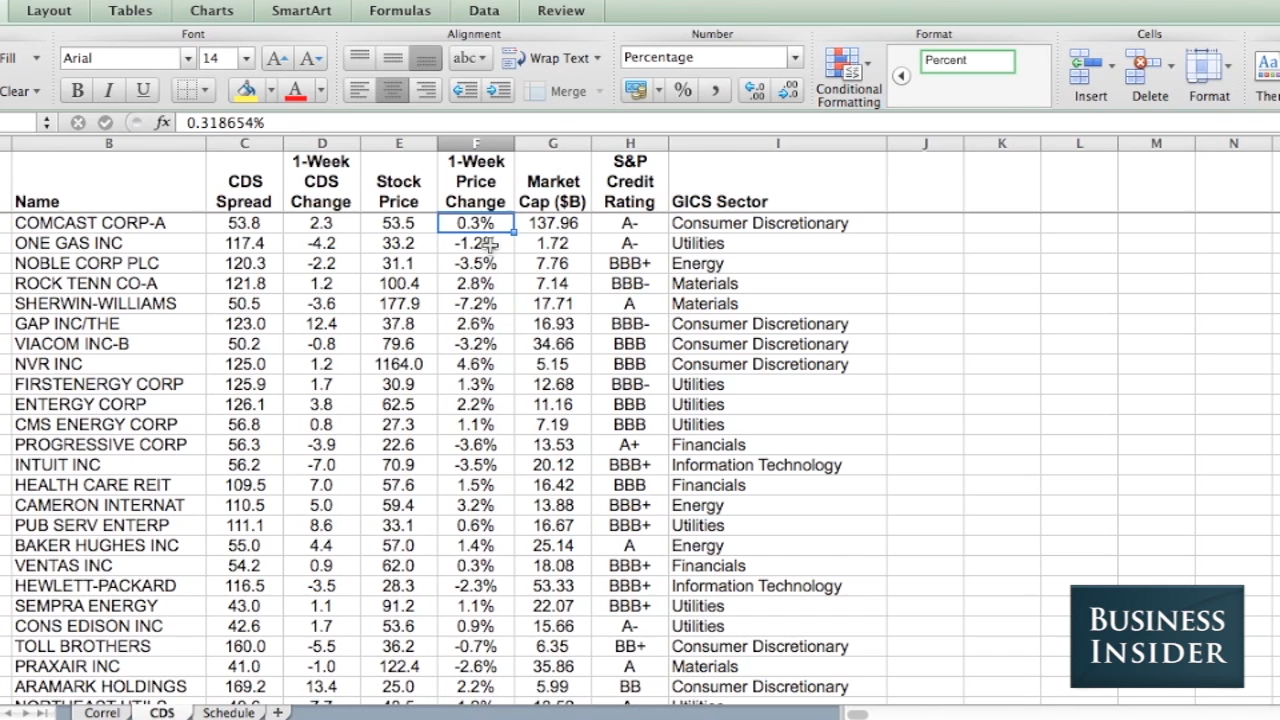 Layout Tables Charts SmartArt Formulas Data Review
Font Alignment Number Format Cells
Fill Arial 14 A A abc Wrap Text Percentage Conditional Formatting Percent Insert Delete Format
Clear B I U A Merge % , .0 .00 .00 .0
fx 0.318654%
B C D E F G H I J K L M N
Name CDS Spread 1-Week CDS Change Stock Price 1-Week Price Change Market Cap ($B) S&P Credit Rating GICS Sector
COMCAST CORP-A 53.8 2.3 53.5 0.3% 137.96 A- Consumer Discretionary
ONE GAS INC 117.4 -4.2 33.2 -1.2% 1.72 A- Utilities
NOBLE CORP PLC 120.3 -2.2 31.1 -3.5% 7.76 BBB+ Energy
ROCK TENN CO-A 121.8 1.2 100.4 2.8% 7.14 BBB- Materials
SHERWIN-WILLIAMS 50.5 -3.6 177.9 -7.2% 17.71 A Materials
GAP INC/THE 123.0 12.4 37.8 2.6% 16.93 BBB- Consumer Discretionary
VIACOM INC-B 50.2 -0.8 79.6 -3.2% 34.66 BBB Consumer Discretionary
NVR INC 125.0 1.2 1164.0 4.6% 5.15 BBB Consumer Discretionary
FIRSTENERGY CORP 125.9 1.7 30.9 1.3% 12.68 BBB- Utilities
ENTERGY CORP 126.1 3.8 62.5 2.2% 11.16 BBB Utilities
CMS ENERGY CORP 56.8 0.8 27.3 1.1% 7.19 BBB Utilities
PROGRESSIVE CORP 56.3 -3.9 22.6 -3.6% 13.53 A+ Financials
INTUIT INC 56.2 -7.0 70.9 -3.5% 20.12 BBB+ Information Technology
HEALTH CARE REIT 109.5 7.0 57.6 1.5% 16.42 BBB Financials
CAMERON INTERNAT 110.5 5.0 59.4 3.2% 13.88 BBB+ Energy
PUB SERV ENTERP 111.1 8.6 33.1 0.6% 16.67 BBB+ Utilities
BAKER HUGHES INC 55.0 4.4 57.0 1.4% 25.14 A Energy
VENTAS INC 54.2 0.9 62.0 0.3% 18.08 BBB+ Financials
HEWLETT-PACKARD 116.5 -3.5 28.3 -2.3% 53.33 BBB+ Information Technology
SEMPRA ENERGY 43.0 1.1 91.2 1.1% 22.07 BBB+ Utilities
CONS EDISON INC 42.6 1.7 53.6 0.9% 15.66 A- Utilities
TOLL BROTHERS 160.0 -5.5 36.2 -0.7% 6.35 BB+ Consumer Discretionary
PRAXAIR INC 41.0 -1.0 122.4 -2.6% 35.86 A Materials
ARAMARK HOLDINGS 169.2 13.4 25.0 2.2% 5.99 BB Consumer Discretionary
BUSINESS
INSIDER
Correl CDS Schedule +